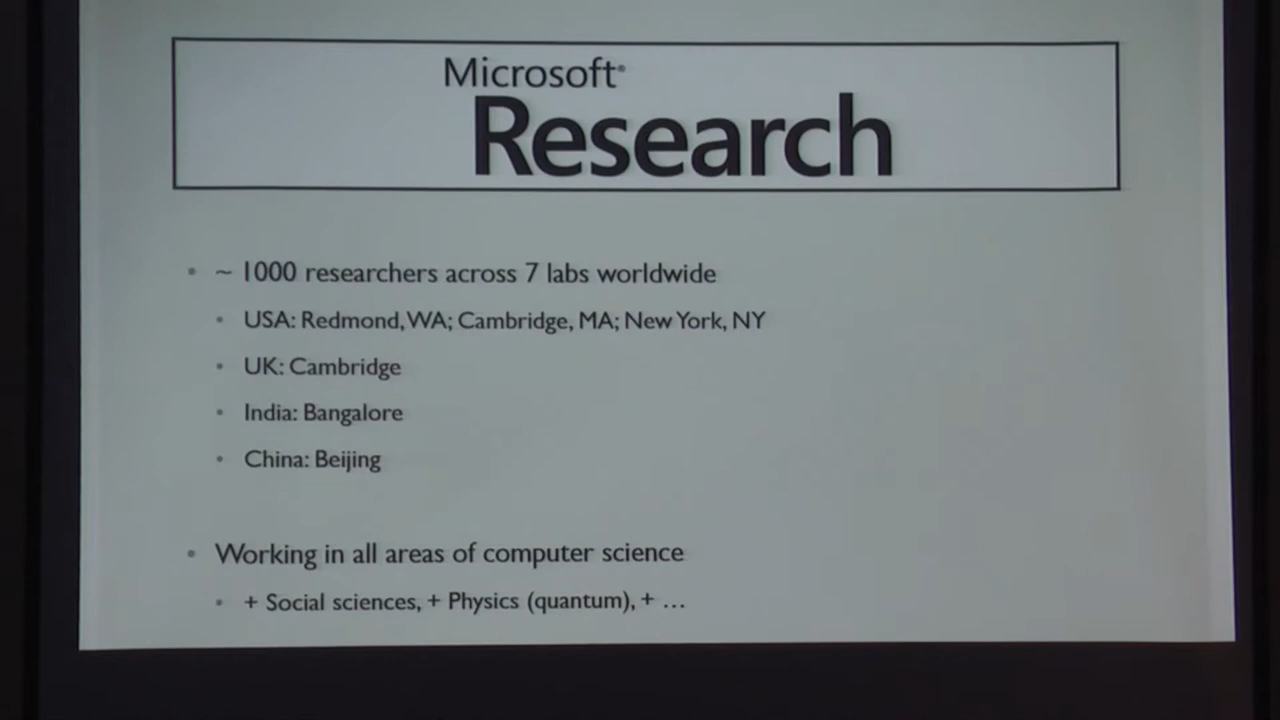 Microsoft®
Research
• ~ 1000 researchers across 7 labs worldwide
• USA: Redmond, WA; Cambridge, MA; New York, NY
• UK: Cambridge
• India: Bangalore
• China: Beijing
• Working in all areas of computer science
• + Social sciences, + Physics (quantum), + ...